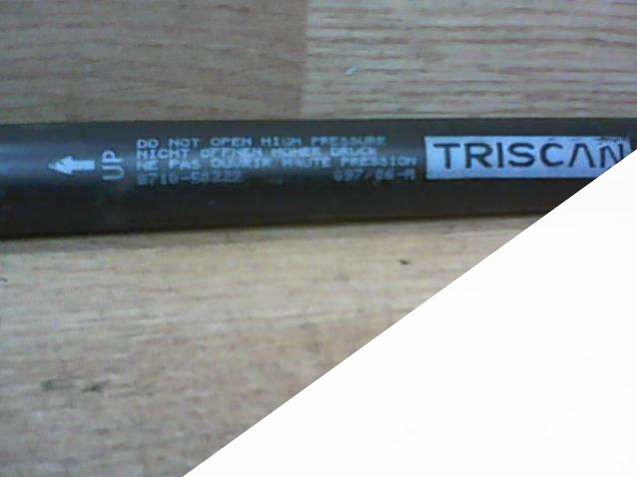 UP
DO NOT OPEN HIGH PRESSURE
NICHT OFFNEN HOHER DRUCK
NE PAS OUVRIR HAUTE PRESSION
TRISCAN